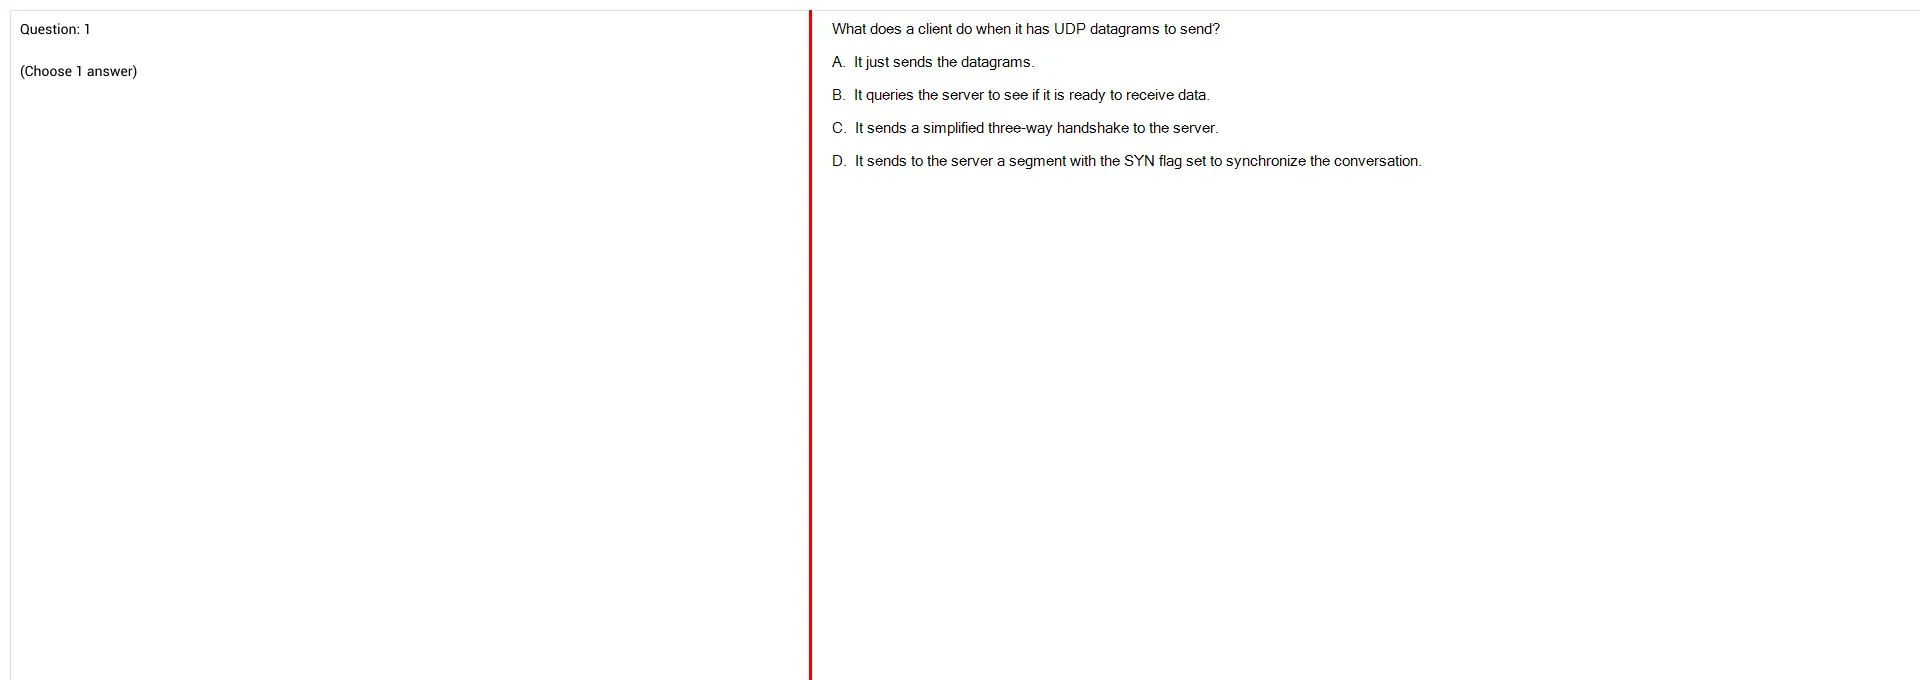 Question: 1
(Choose 1 answer)
What does a client do when it has UDP datagrams to send?
A. It just sends the datagrams.
B. It queries the server to see if it is ready to receive data.
C. It sends a simplified three-way handshake to the server.
D. It sends to the server a segment with the SYN flag set to synchronize the conversation.